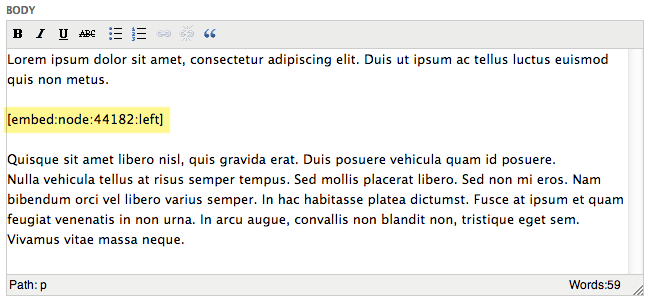 BODY
B I U ABC
Lorem ipsum dolor sit amet, consectetur adipiscing elit. Duis ut ipsum ac tellus luctus euismod
quis non metus.
[embed:node:44182:left]
Quisque sit amet libero nisl, quis gravida erat. Duis posuere vehicula quam id posuere.
Nulla vehicula tellus at risus semper tempus. Sed mollis placerat libero. Sed non mi eros. Nam
bibendum orci vel libero varius semper. In hac habitasse platea dictumst. Fusce at ipsum et quam
feugiat venenatis in non urna. In arcu augue, convallis non blandit non, tristique eget sem.
Vivamus vitae massa neque.
Path: p Words:59